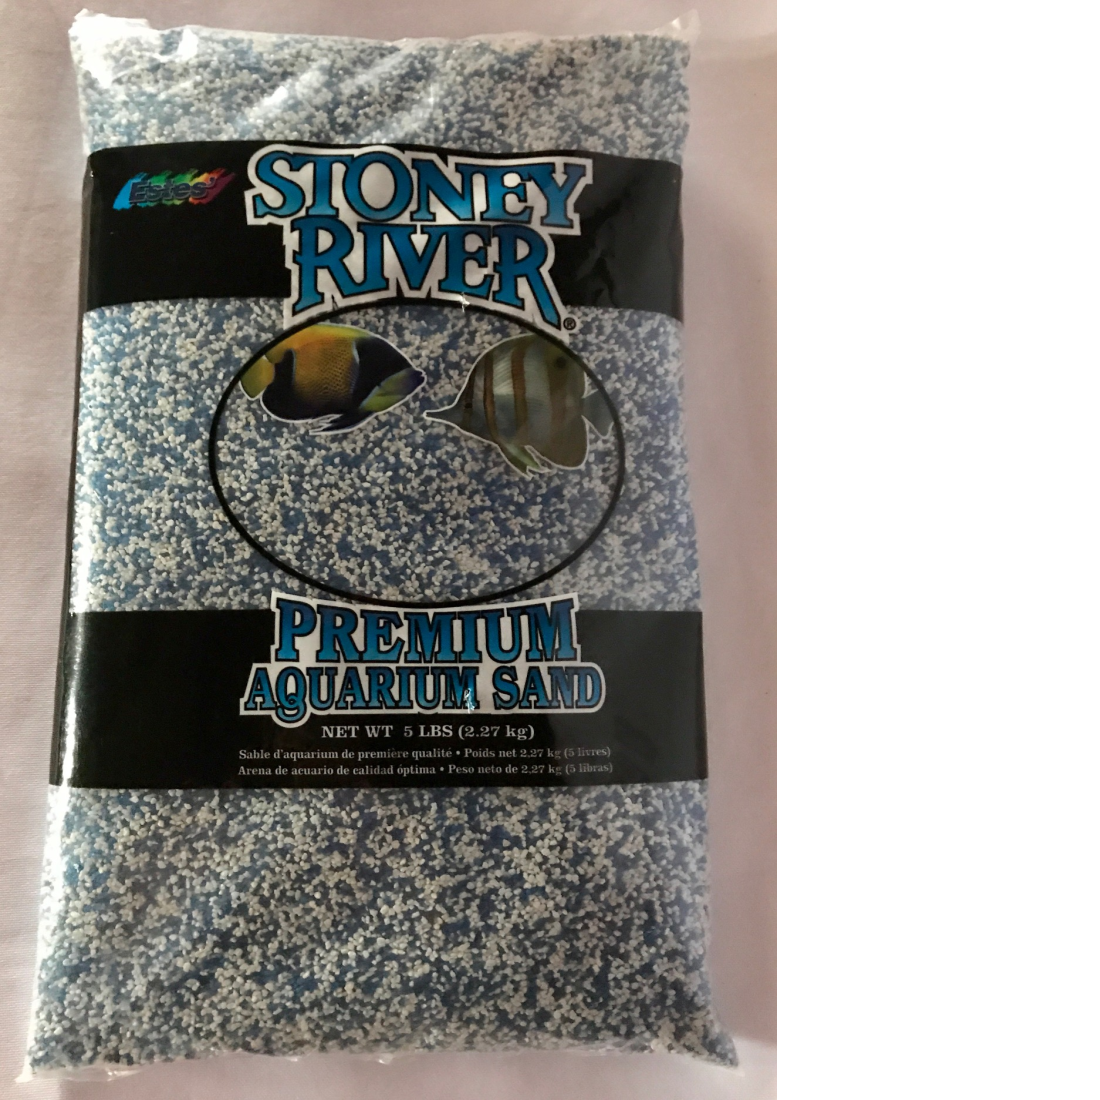 Estes'
STONEY
RIVER®
PREMIUM
AQUARIUM SAND
NET WT 5 LBS (2.27 kg)
Sable d'aquarium de première qualité • Poids net 2,27 kg (5 livres)
Arena de acuario de calidad óptima • Peso neto de 2,27 kg (5 libras)